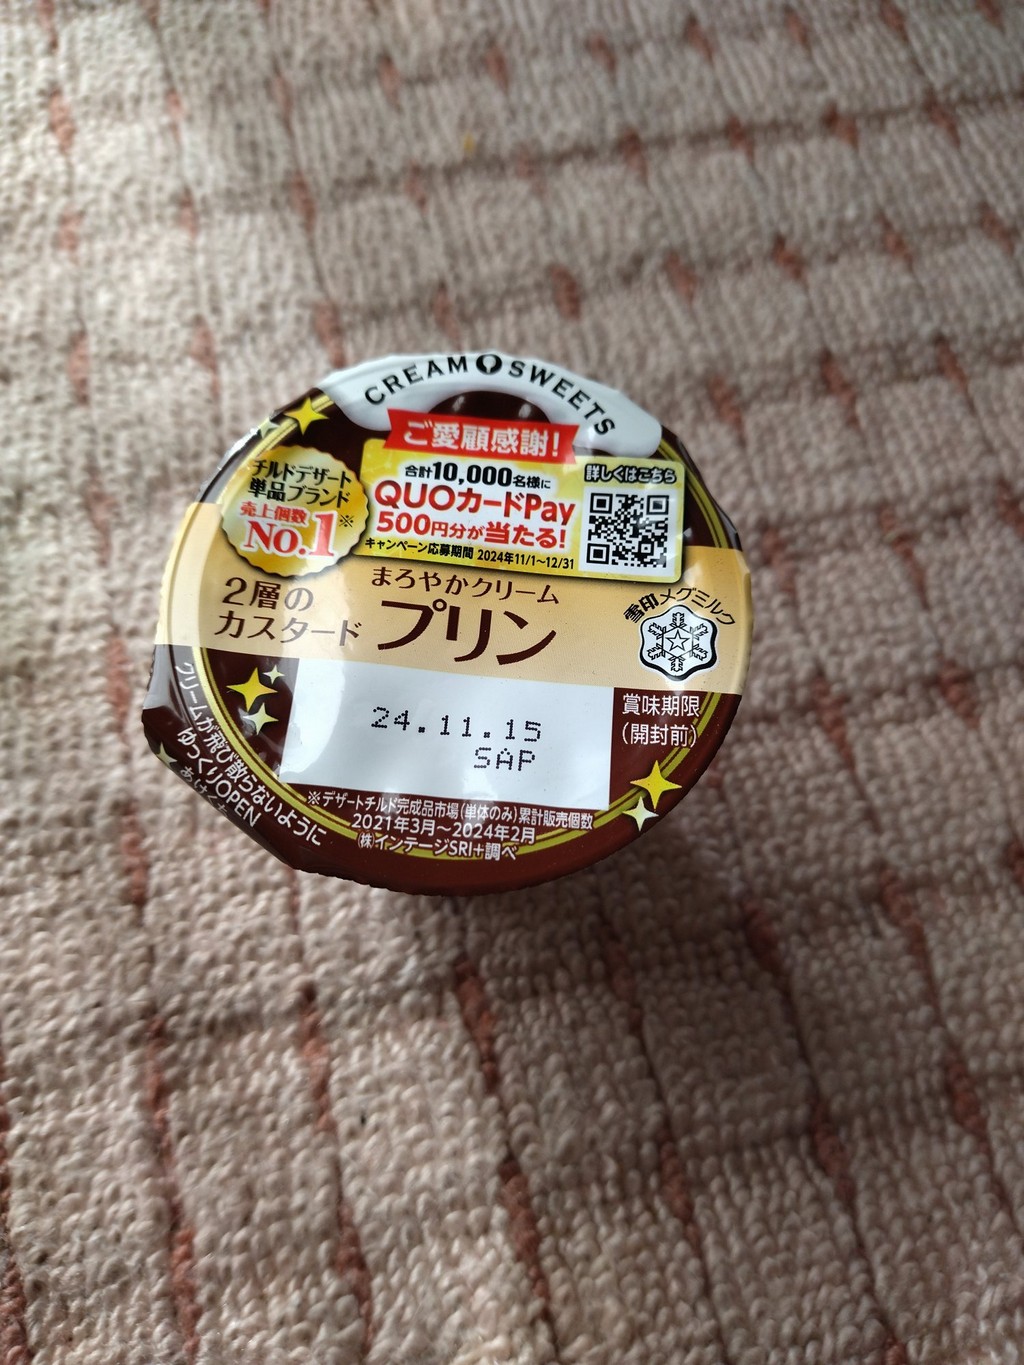 CREAM SWEETS
ご愛顧感謝!
チルドデザート
単品ブランド
売上個数
No.1※
合計10,000名様に
QUOカードPay
500円分が当たる!
キャンペーン応募期間 2024年11/1~12/31
詳しくはこちら
2層の
カスタード
まろやかクリーム
プリン
雪印メグミルク
24.11.15
SAP
賞味期限
(開封前)
クリームが飛び散らないように
ゆっくりOPEN
※デザートチルド完成品市場(単体のみ)累計販売個数
2021年3月~2024年2月
㈱インテージSRI+調べ